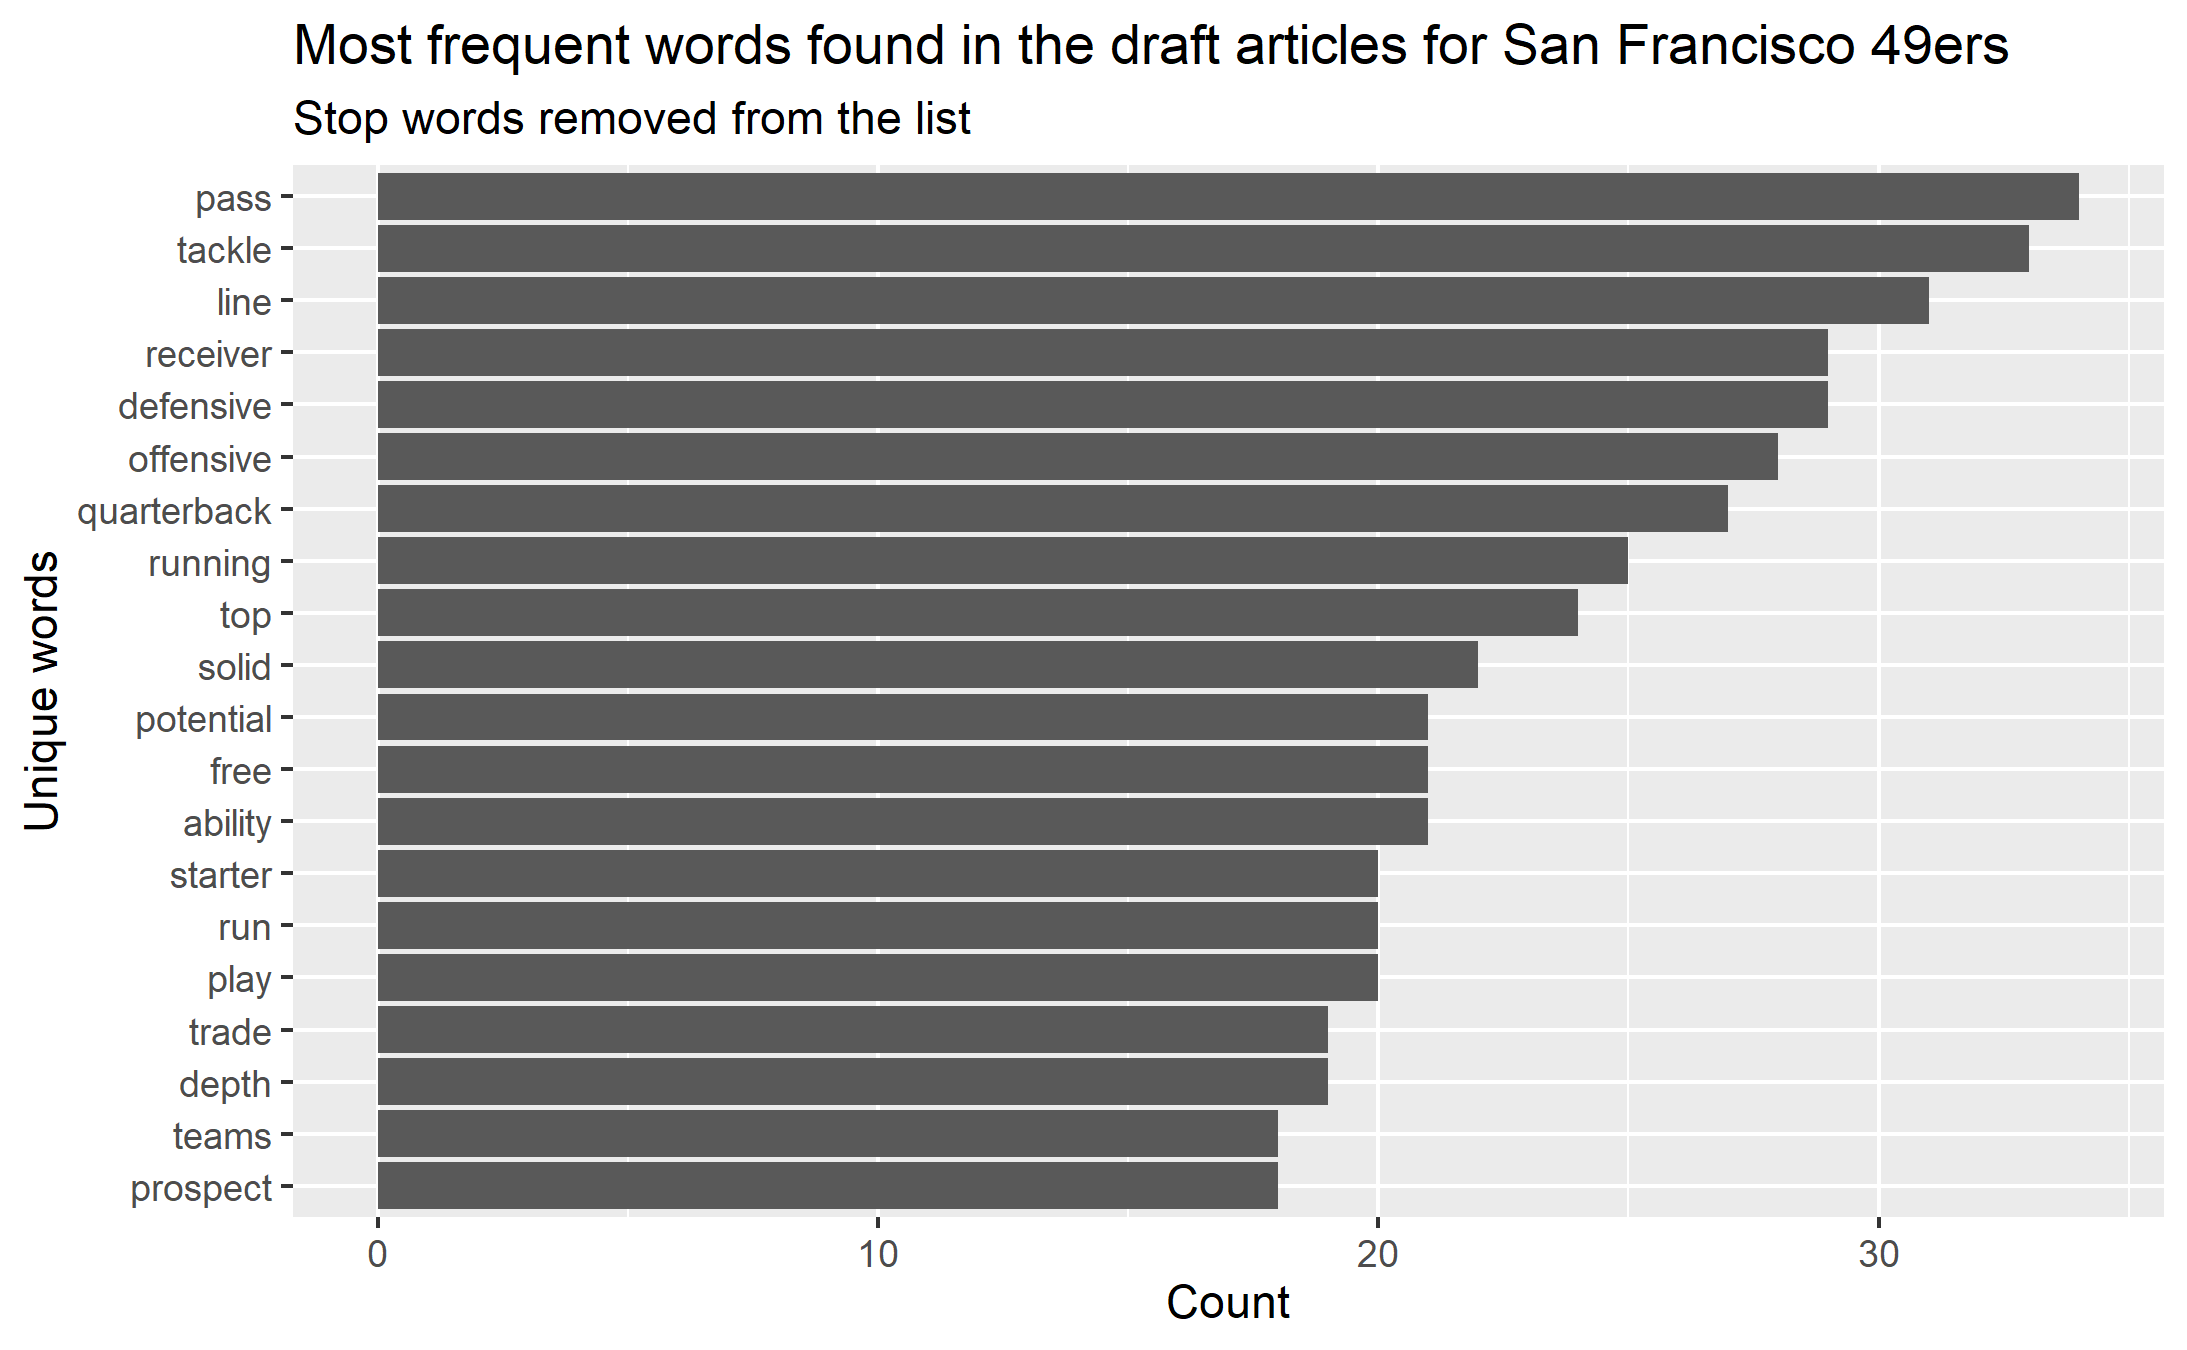 Most frequent words found in the draft articles for San Francisco 49ers
Stop words removed from the list
pass
tackle
line
receiver
defensive
offensive
quarterback
running
top
solid
potential
free
ability
starter
run
play
trade
depth
teams
prospect
Unique words
0 10 20 30
Count